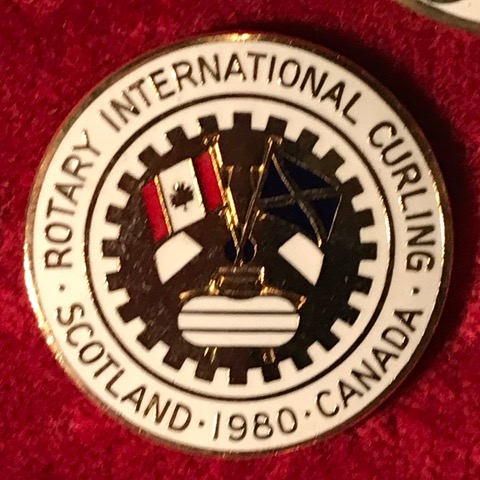 · ROTARY INTERNATIONAL CURLING ·
SCOTLAND · 1980 · CANADA